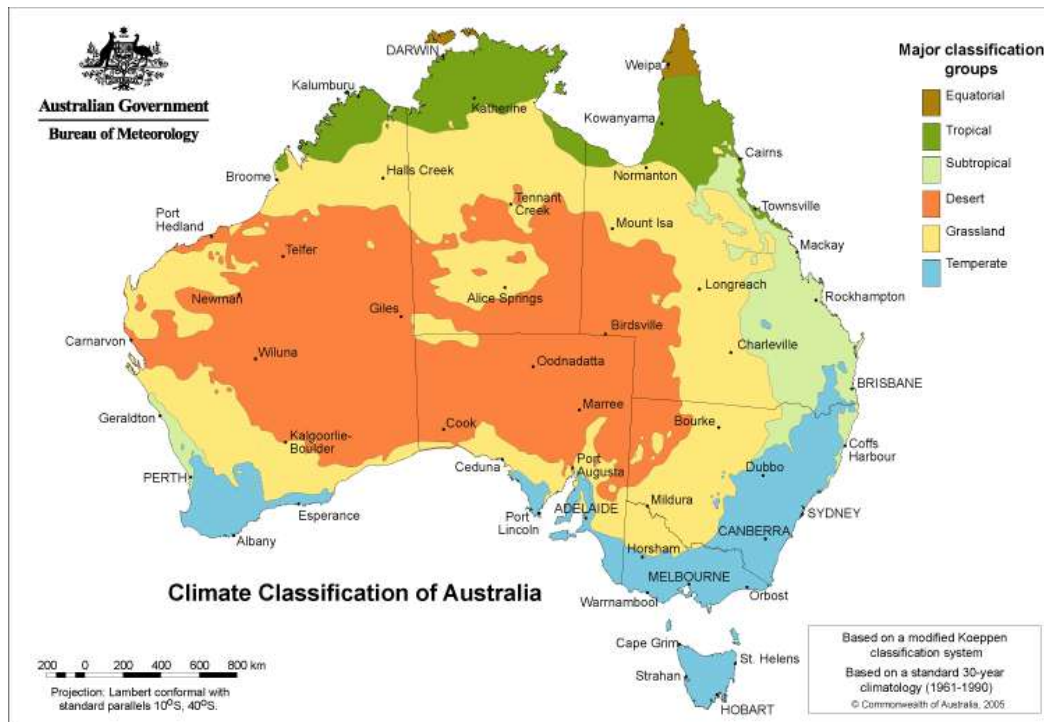 Australian Government
Bureau of Meteorology
Major classification
groups
Equatorial
Tropical
Subtropical
Desert
Grassland
Temperate
DARWIN
Weipa
Kalumburu
Katherine
Kowanyama
Cairns
Broome
Halls Creek
Normanton
Port
Hedland
Tennant
Creek
Townsville
Mount Isa
Mackay
Telfer
Newman
Alice Springs
Longreach
Rockhampton
Giles
Carnarvon
Birdsville
Wiluna
Oodnadatta
Charleville
BRISBANE
Geraldton
Marree
Kalgoorlie-
Boulder
Cook
Bourke
Coffs
Harbour
PERTH
Ceduna
Port
Augusta
Dubbo
Esperance
Port
Lincoln
ADELAIDE
Mildura
SYDNEY
Albany
CANBERRA
Horsham
MELBOURNE
Warrnambool
Orbost
Climate Classification of Australia
Cape Grim
St. Helens
Strahan
HOBART
200 0 200 400 600 800 km
Projection: Lambert conformal with
standard parallels 10°S, 40°S.
Based on a modified Koeppen
classification system
Based on a standard 30-year
climatology (1961-1990)
© Commonwealth of Australia, 2005